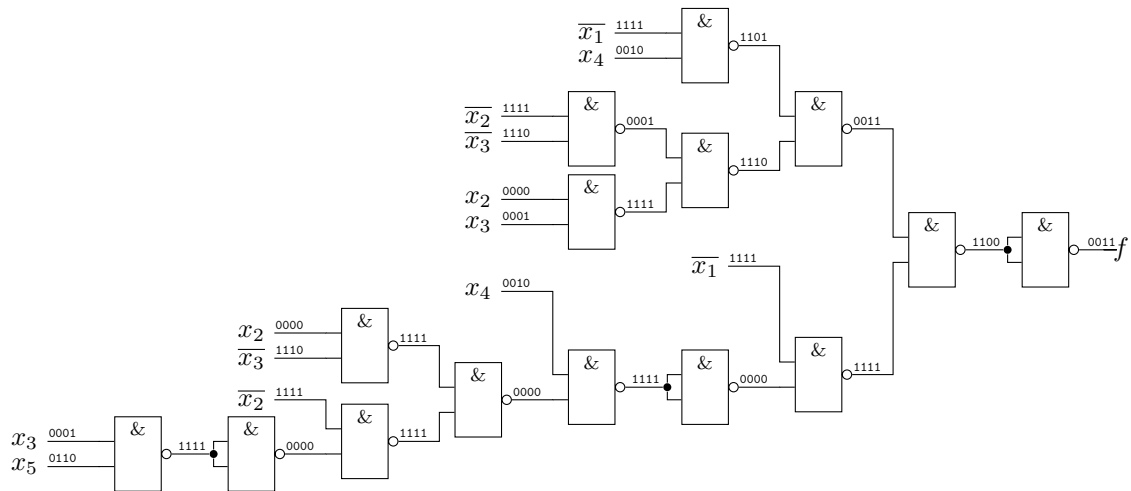 x̅₁ 1111 & 1101
x₄ 0010
x̅₂ 1111 & 0001 & 0011
x̅₃ 1110 & 1110
x₂ 0000 & 1111
x₃ 0001
& 1100 & 0011 f
x̅₁ 1111
x₄ 0010
x₂ 0000 & 1111
x̅₃ 1110 & 1111
& 1111 & 0000
x̅₂ 1111 & 0000
& 1111
x₃ 0001 & 1111 & 0000
x₅ 0110